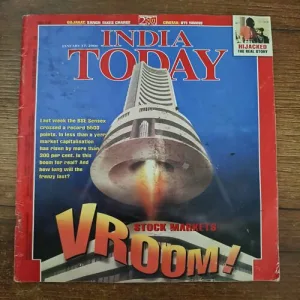 INDIA
TODAY
HIJACKED
THE REAL STORY
Last week the BSE Sensex
crossed a record 5500
points. In less than a year
market capitalisation
has risen by more than
300 per cent. Is this
boom for real? And
how long will the
frenzy last?
STOCK MARKETS
VROOM!